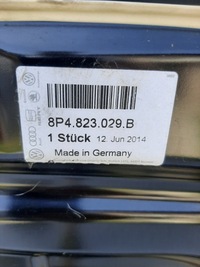 8P4.823.029.B
1 Stück 12. Jun 2014
Made in Germany